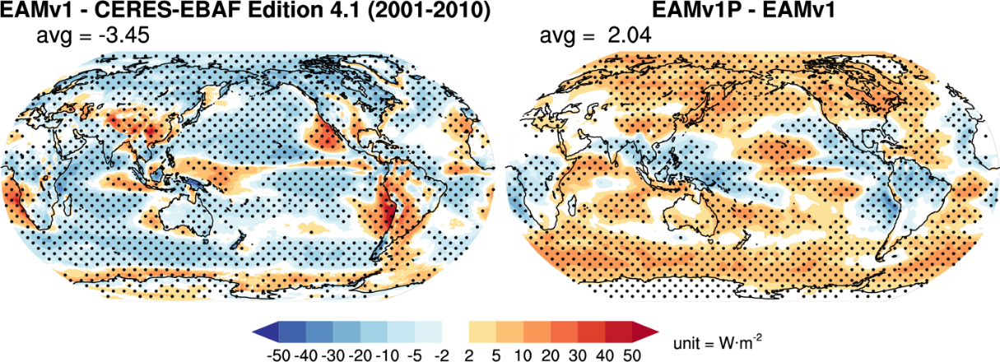 EAMv1 - CERES-EBAF Edition 4.1 (2001-2010)
avg = -3.45
EAMv1P - EAMv1
avg = 2.04
-50 -40 -30 -20 -10 -5 -2 2 5 10 20 30 40 50
unit = W·m⁻²